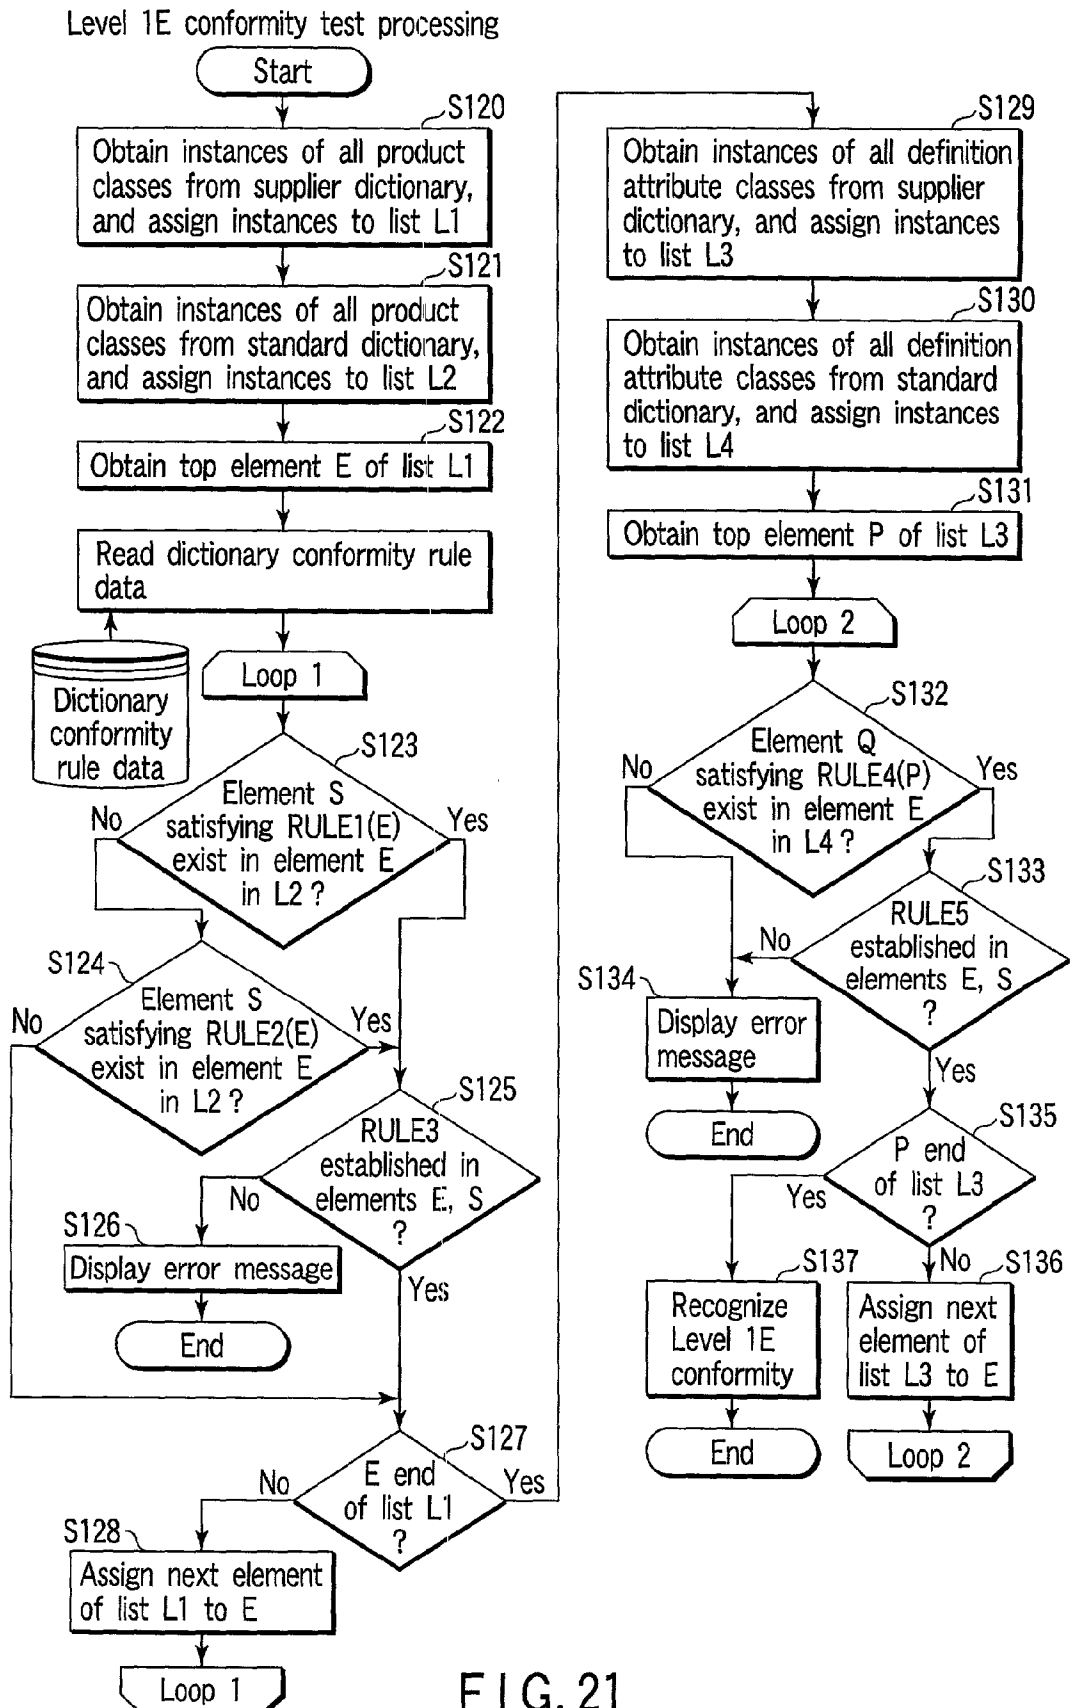 Level 1E conformity test processing
Start
S120
Obtain instances of all product
classes from supplier dictionary,
and assign instances to list L1
S121
Obtain instances of all product
classes from standard dictionary,
and assign instances to list L2
S122
Obtain top element E of list L1
Read dictionary conformity rule
data
Dictionary
conformity
rule data
Loop 1
S123
Element S
satisfying RULE1(E)
exist in element E
in L2 ?
No
Yes
S124
Element S
satisfying RULE2(E)
exist in element E
in L2 ?
No
Yes
S125
RULE3
established in
elements E, S
?
No
Yes
S126
Display error message
End
S127
E end
of list L1
?
No
Yes
S128
Assign next element
of list L1 to E
Loop 1
S129
Obtain instances of all definition
attribute classes from supplier
dictionary, and assign instances
to list L3
S130
Obtain instances of all definition
attribute classes from standard
dictionary, and assign instances
to list L4
S131
Obtain top element P of list L3
Loop 2
S132
Element Q
satisfying RULE4(P)
exist in element E
in L4 ?
No
Yes
S133
RULE5
established in
elements E, S
?
No
Yes
S134
Display error
message
End
S135
P end
of list L3
?
Yes
No
S137
Recognize
Level 1E
conformity
End
S136
Assign next
element of
list L3 to E
Loop 2
FIG. 21